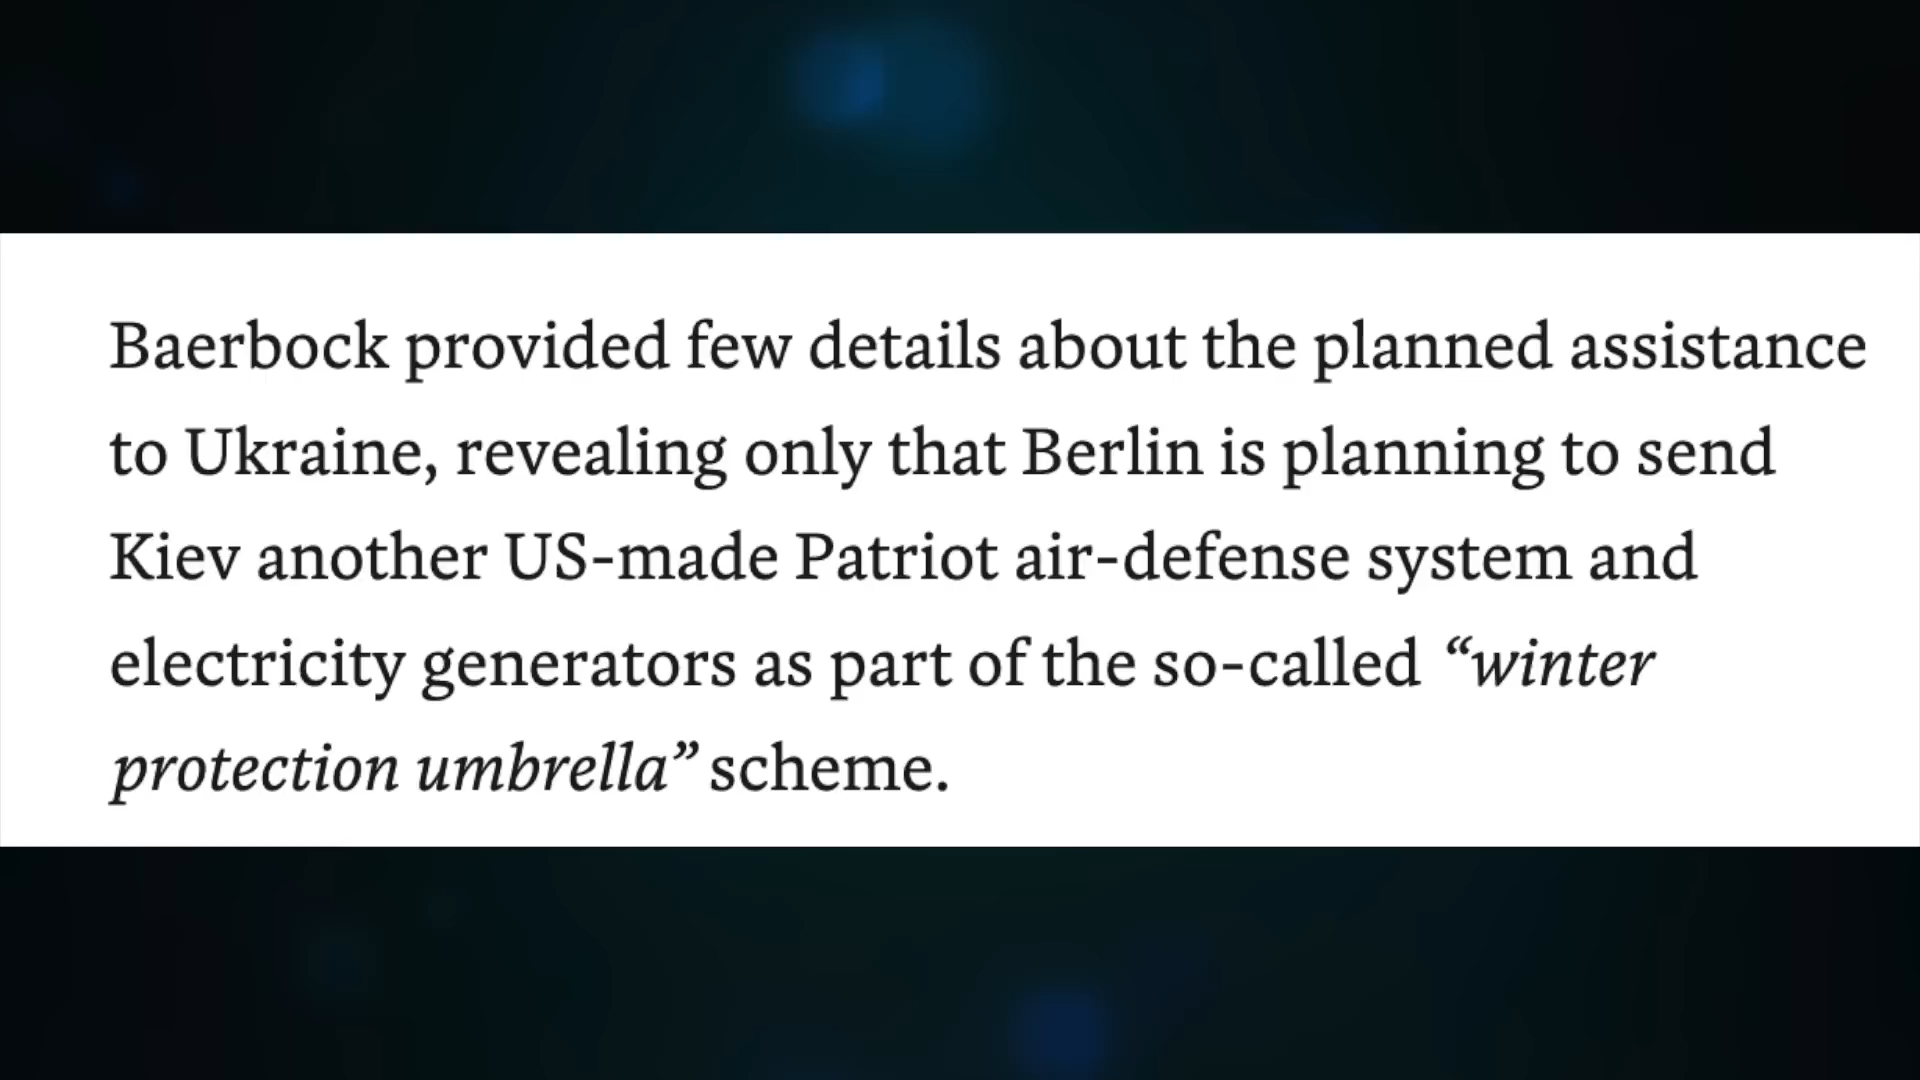 Baerbock provided few details about the planned assistance
to Ukraine, revealing only that Berlin is planning to send
Kiev another US-made Patriot air-defense system and
electricity generators as part of the so-called “winter
protection umbrella” scheme.